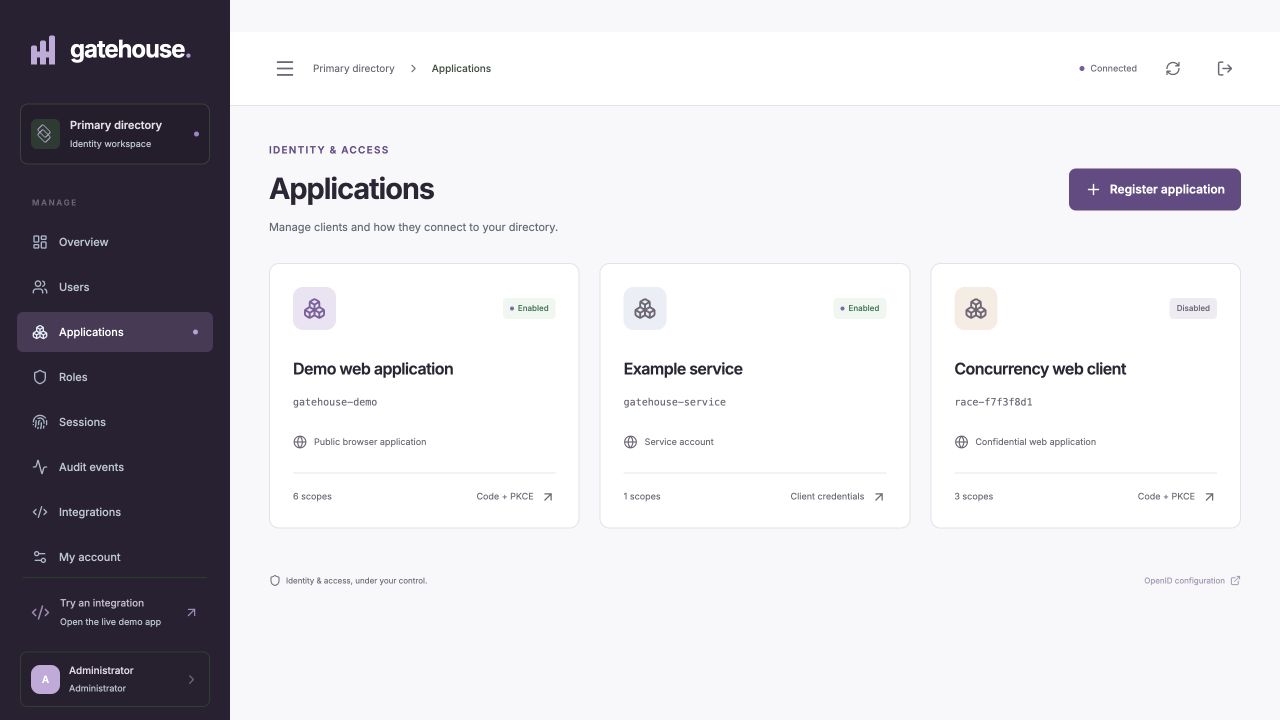 gatehouse.
Primary directory
Identity workspace
MANAGE
Overview
Users
Applications
Roles
Sessions
Audit events
Integrations
My account
Try an integration
Open the live demo app
A
Administrator
Administrator
Primary directory
Applications
Connected
IDENTITY & ACCESS
Applications
Manage clients and how they connect to your directory.
Register application
Enabled
Demo web application
gatehouse-demo
Public browser application
6 scopes
Code + PKCE
Enabled
Example service
gatehouse-service
Service account
1 scopes
Client credentials
Disabled
Concurrency web client
race-f7f3f8d1
Confidential web application
3 scopes
Code + PKCE
Identity & access, under your control.
OpenID configuration